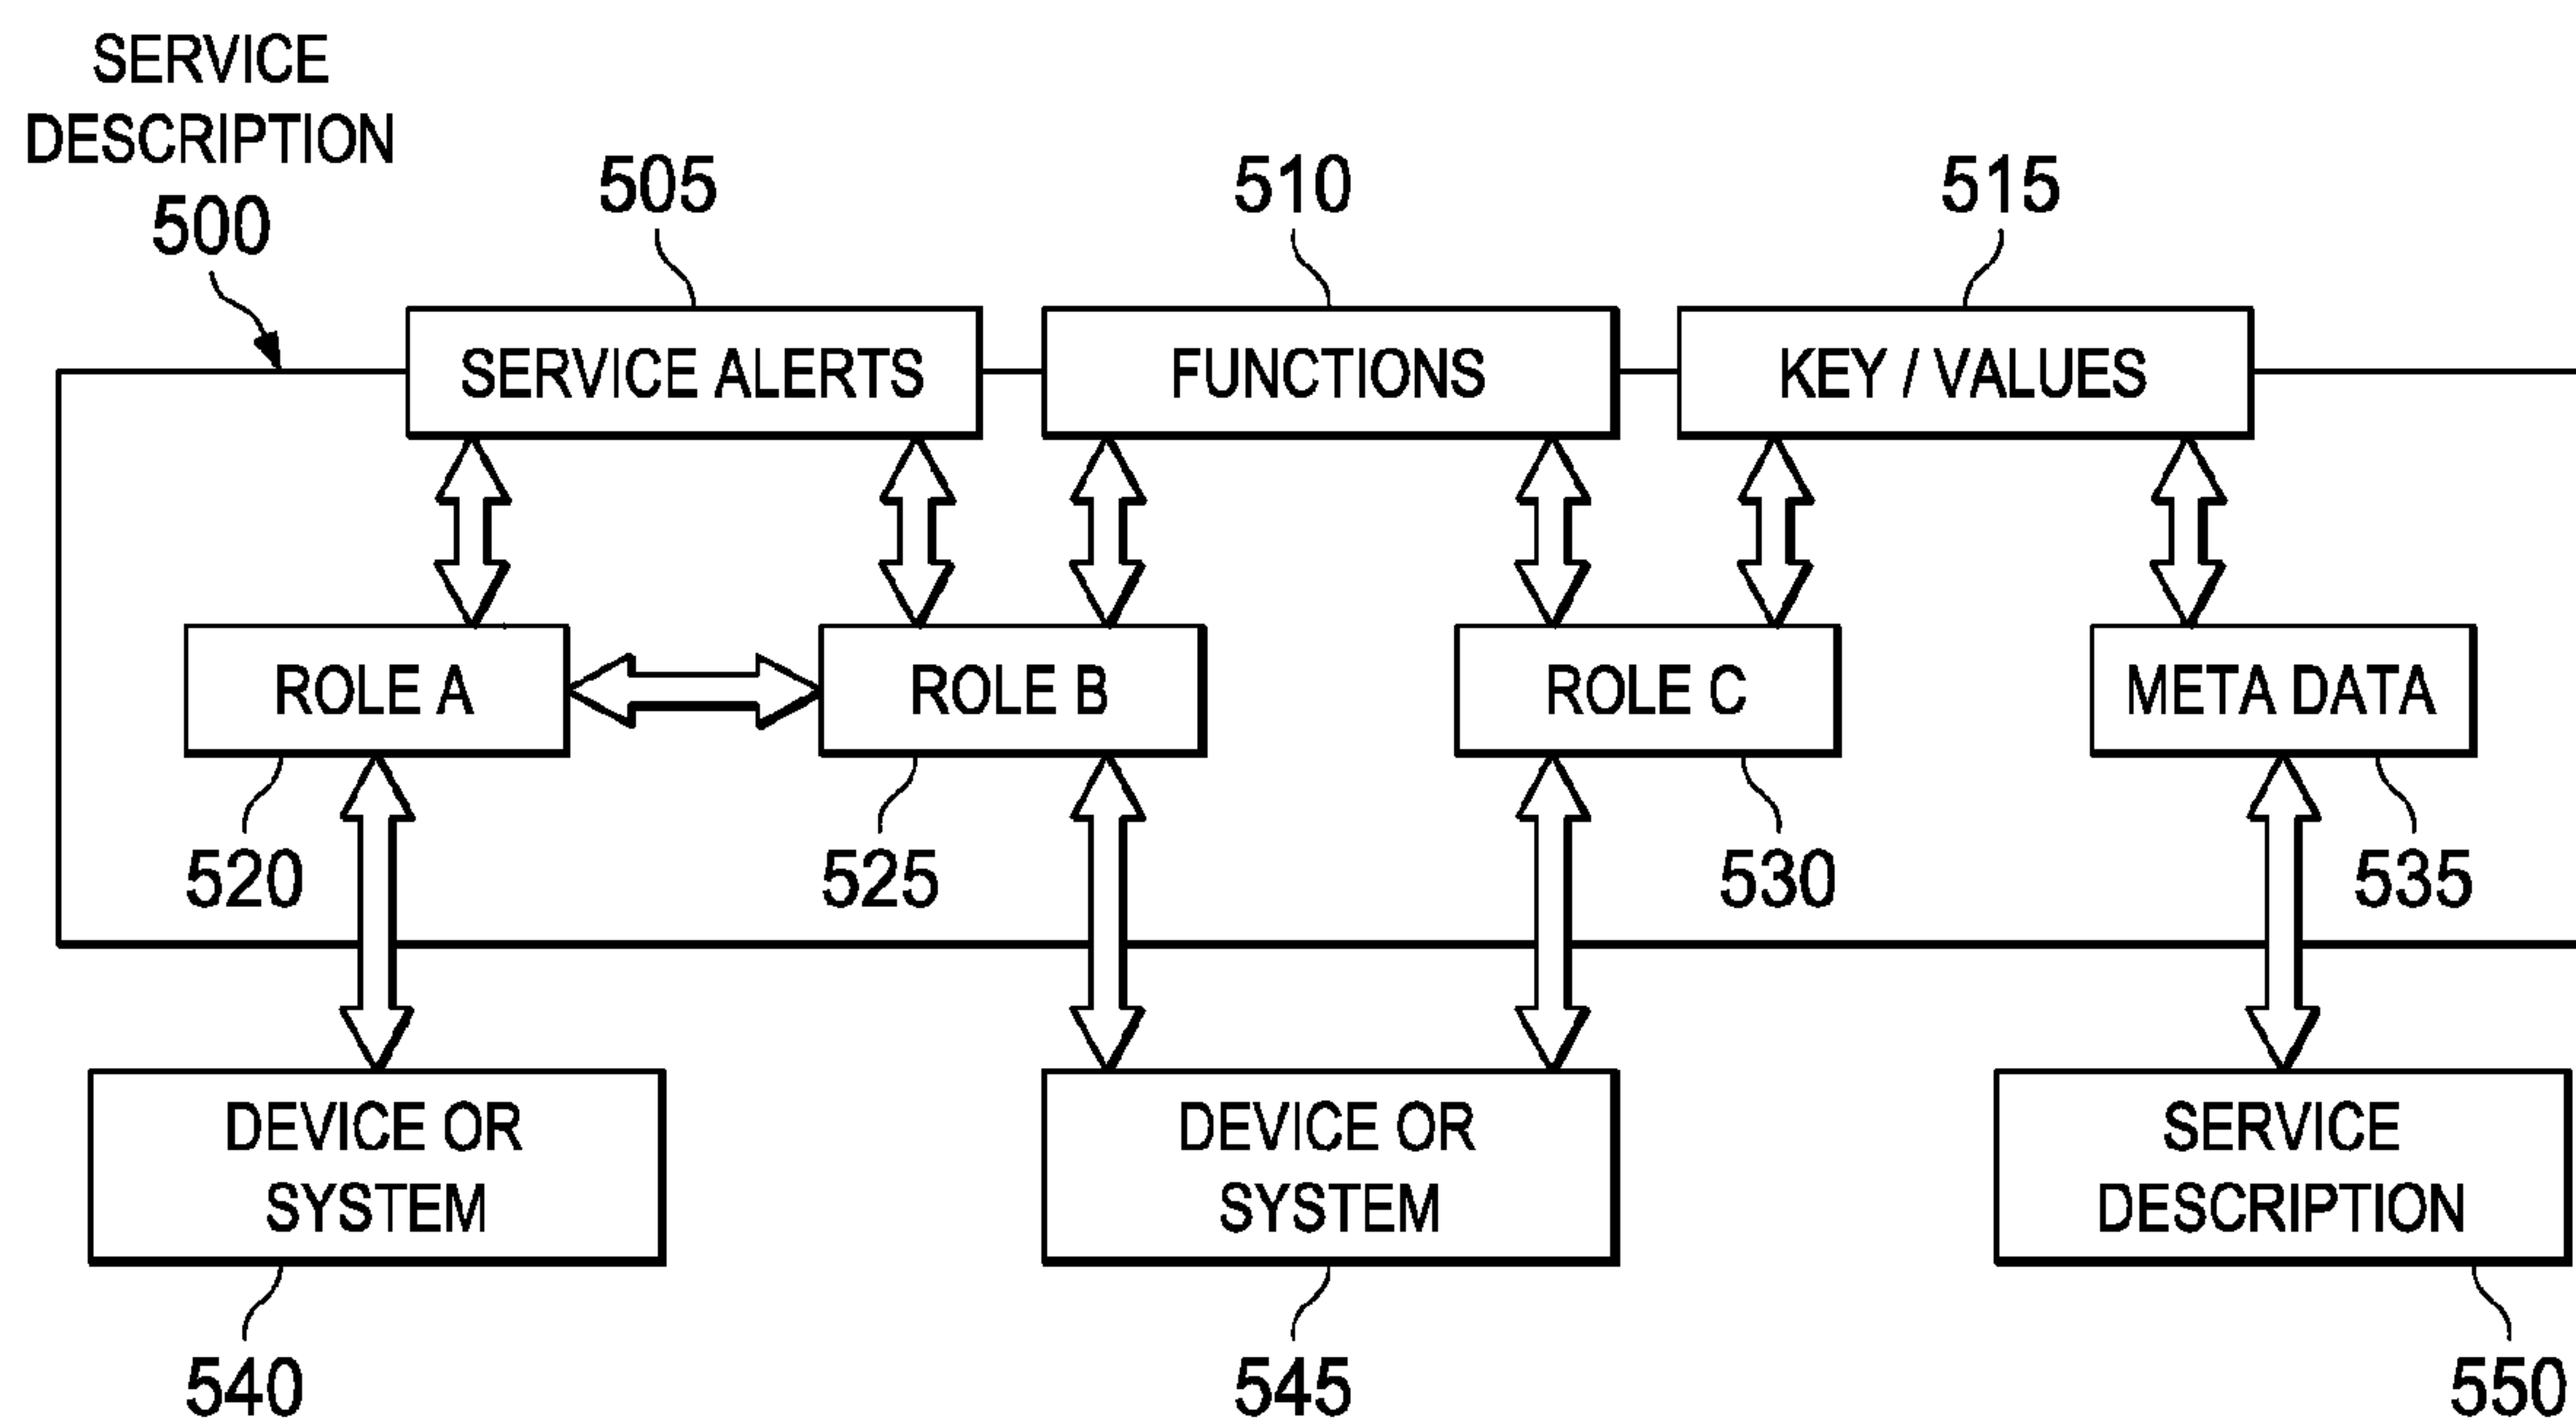 SERVICE
DESCRIPTION
500
505
510
515
SERVICE ALERTS
FUNCTIONS
KEY / VALUES
ROLE A
ROLE B
ROLE C
META DATA
520
525
530
535
DEVICE OR
SYSTEM
DEVICE OR
SYSTEM
SERVICE
DESCRIPTION
540
545
550